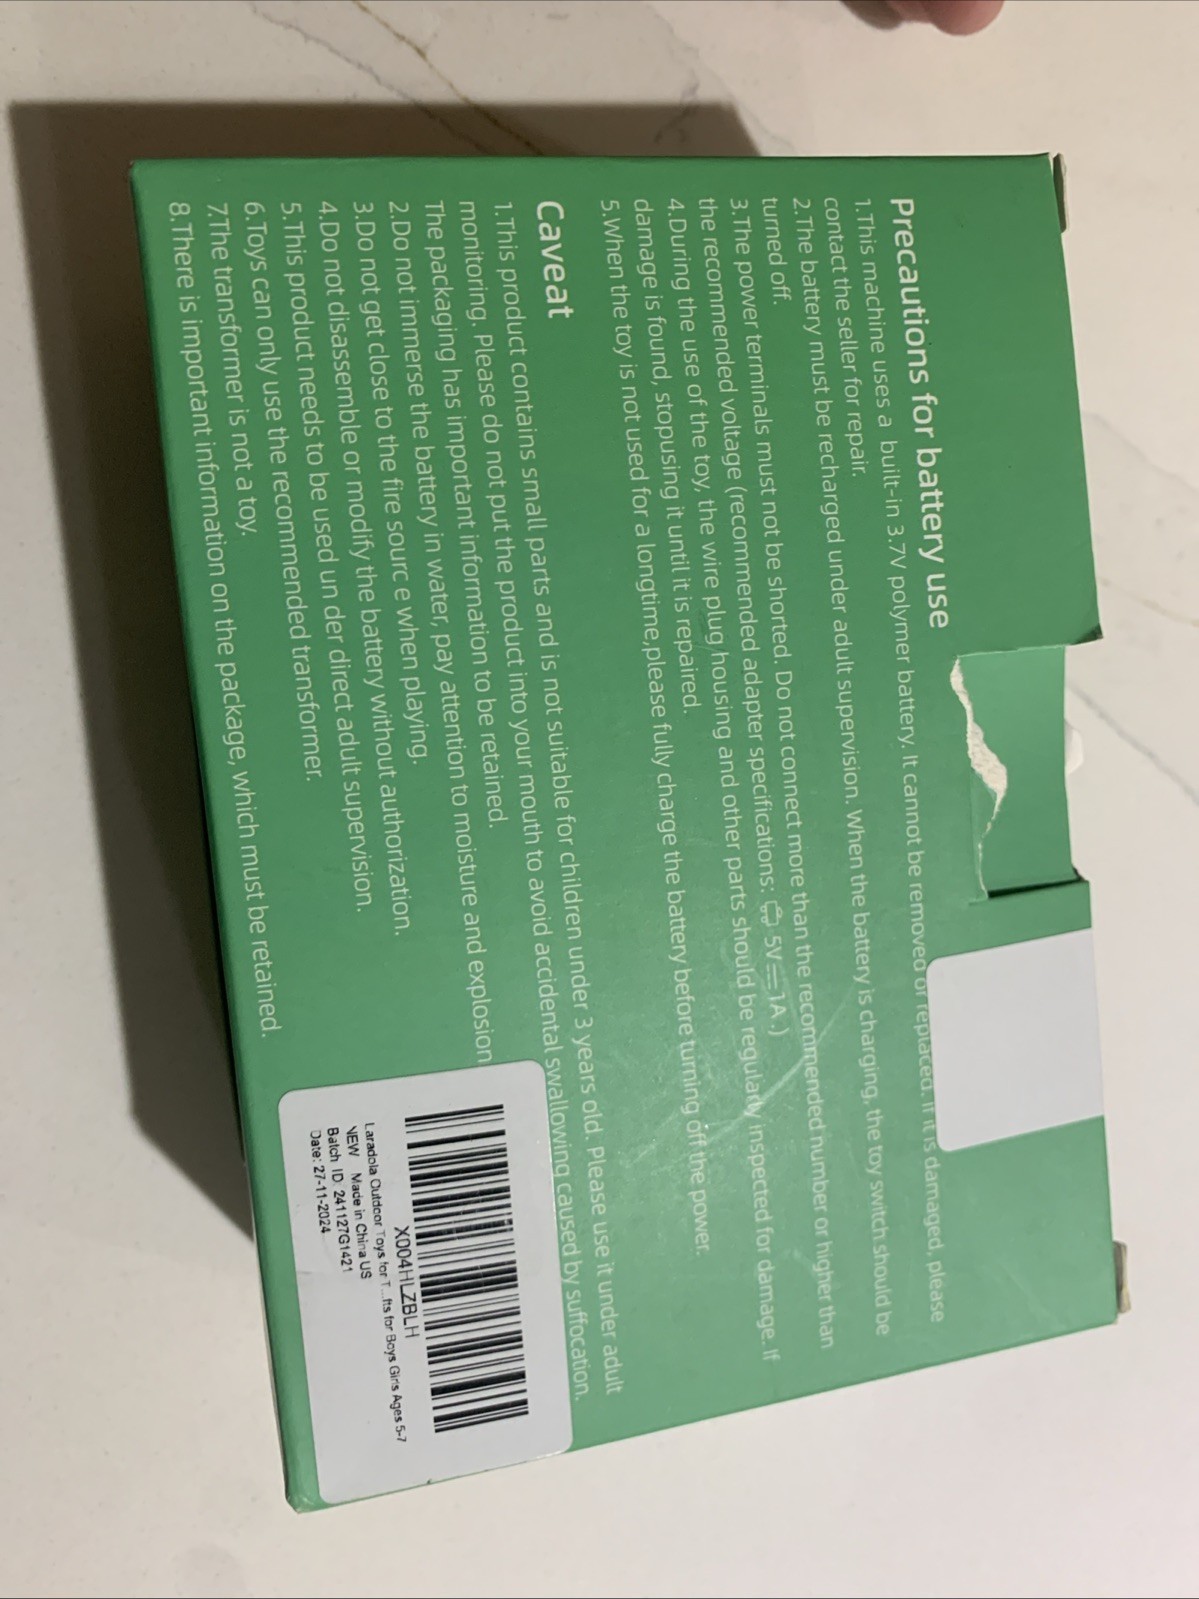 Precautions for battery use
1.This machine uses a built-in 3.7V polymer battery. It cannot be removed or replaced. If it is damaged, please
contact the seller for repair.
2.The battery must be recharged under adult supervision. When the battery is charging, the toy switch should be
turned off.
3.The power terminals must not be shorted. Do not connect more than the recommended number or higher than
the recommended voltage (recommended adapter specifications: 5V⎓1A.)
4.During the use of the toy, the wire plug housing and other parts should be regularly inspected for damage. If
damage is found, stopusing it until it is repaired.
5.When the toy is not used for a longtime,please fully charge the battery before turning off the power.
Caveat
1.This product contains small parts and is not suitable for children under 3 years old. Please use it under adult
monitoring. Please do not put the product into your mouth to avoid accidental swallowing caused by suffocation.
The packaging has important information to be retained.
2.Do not immerse the battery in water, pay attention to moisture and explosion
3.Do not get close to the fire sourc e when playing.
4.Do not disassemble or modify the battery without authorization.
5.This product needs to be used un der direct adult supervision.
6.Toys can only use the recommended transformer.
7.The transformer is not a toy.
8.There is important information on the package, which must be retained.
X004HLZBLH
Laradola Outdoor Toys for T...fts for Boys Girls Ages 5-7
NEW Made in China US
Batch ID: 241127G1421
Date: 27-11-2024